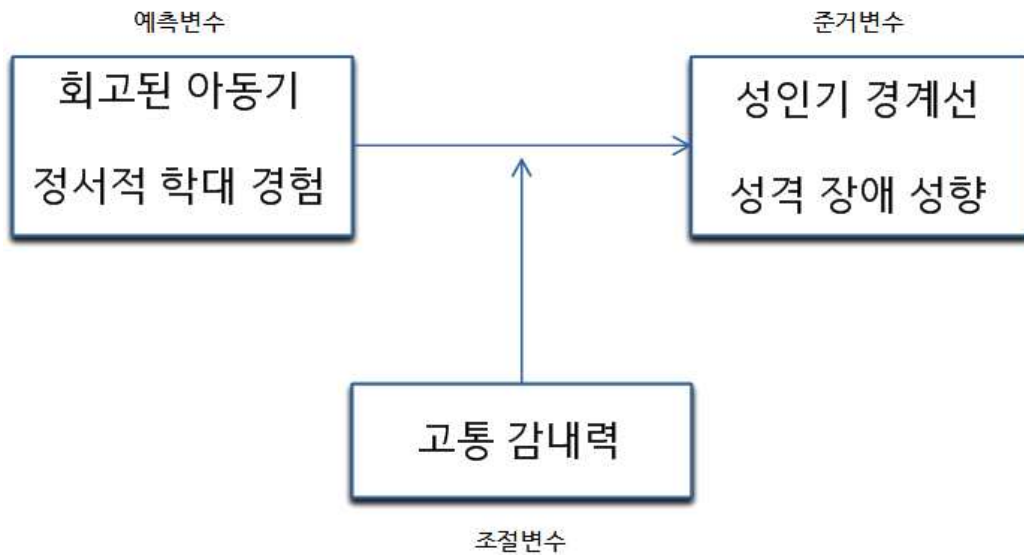 예측변수
준거변수
회고된 아동기
정서적 학대 경험
성인기 경계선
성격 장애 성향
고통 감내력
조절변수